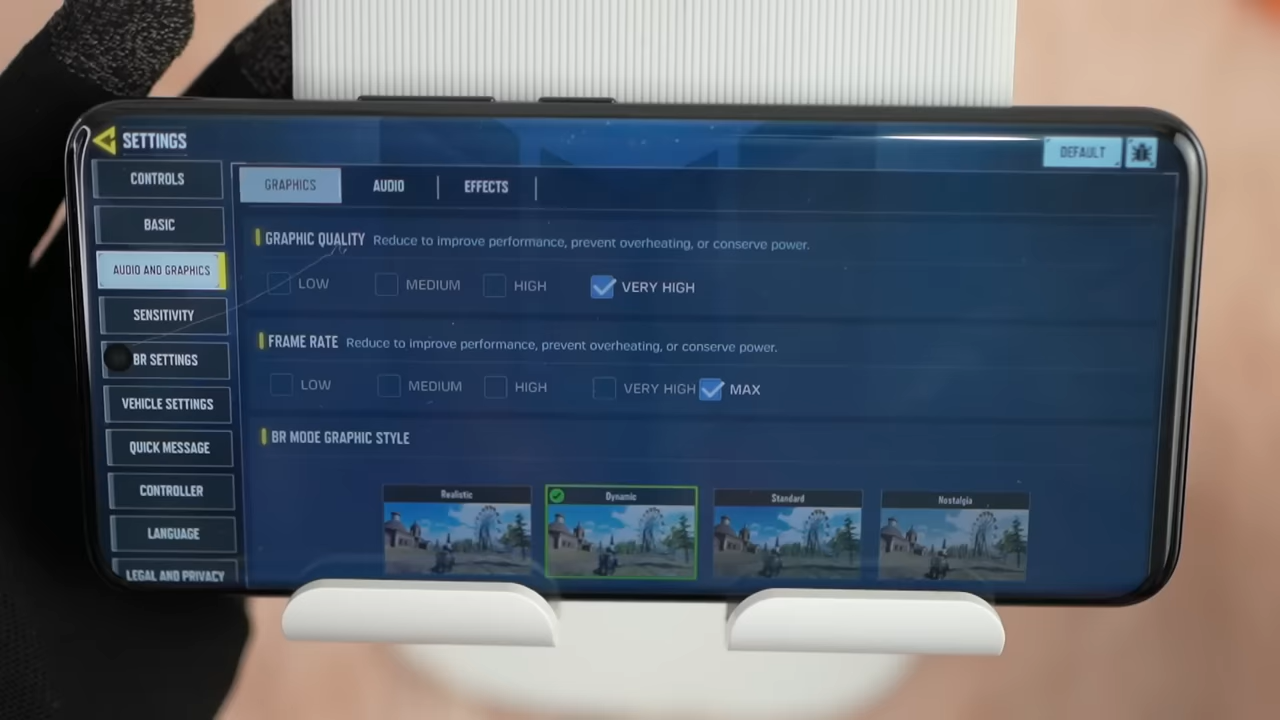 SETTINGS
DEFAULT
CONTROLS
BASIC
AUDIO AND GRAPHICS
SENSITIVITY
BR SETTINGS
VEHICLE SETTINGS
QUICK MESSAGE
CONTROLLER
LANGUAGE
LEGAL AND PRIVACY
GRAPHICS AUDIO EFFECTS
GRAPHIC QUALITY Reduce to improve performance, prevent overheating, or conserve power.
LOW MEDIUM HIGH VERY HIGH
FRAME RATE Reduce to improve performance, prevent overheating, or conserve power.
LOW MEDIUM HIGH VERY HIGH MAX
BR MODE GRAPHIC STYLE
Realistic Dynamic Standard Nostalgia